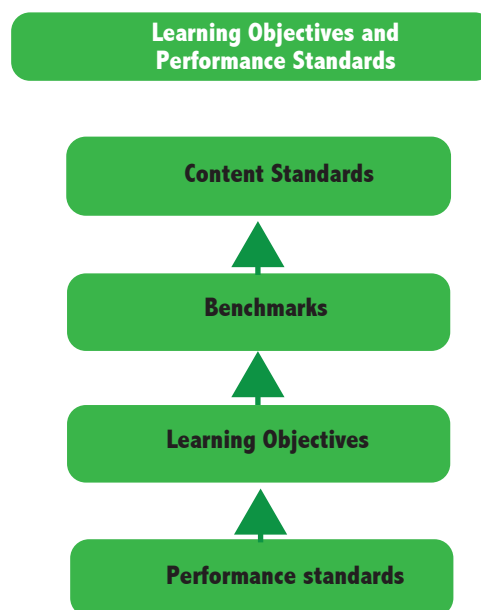 Learning Objectives and
Performance Standards
Content Standards
Benchmarks
Learning Objectives
Performance standards